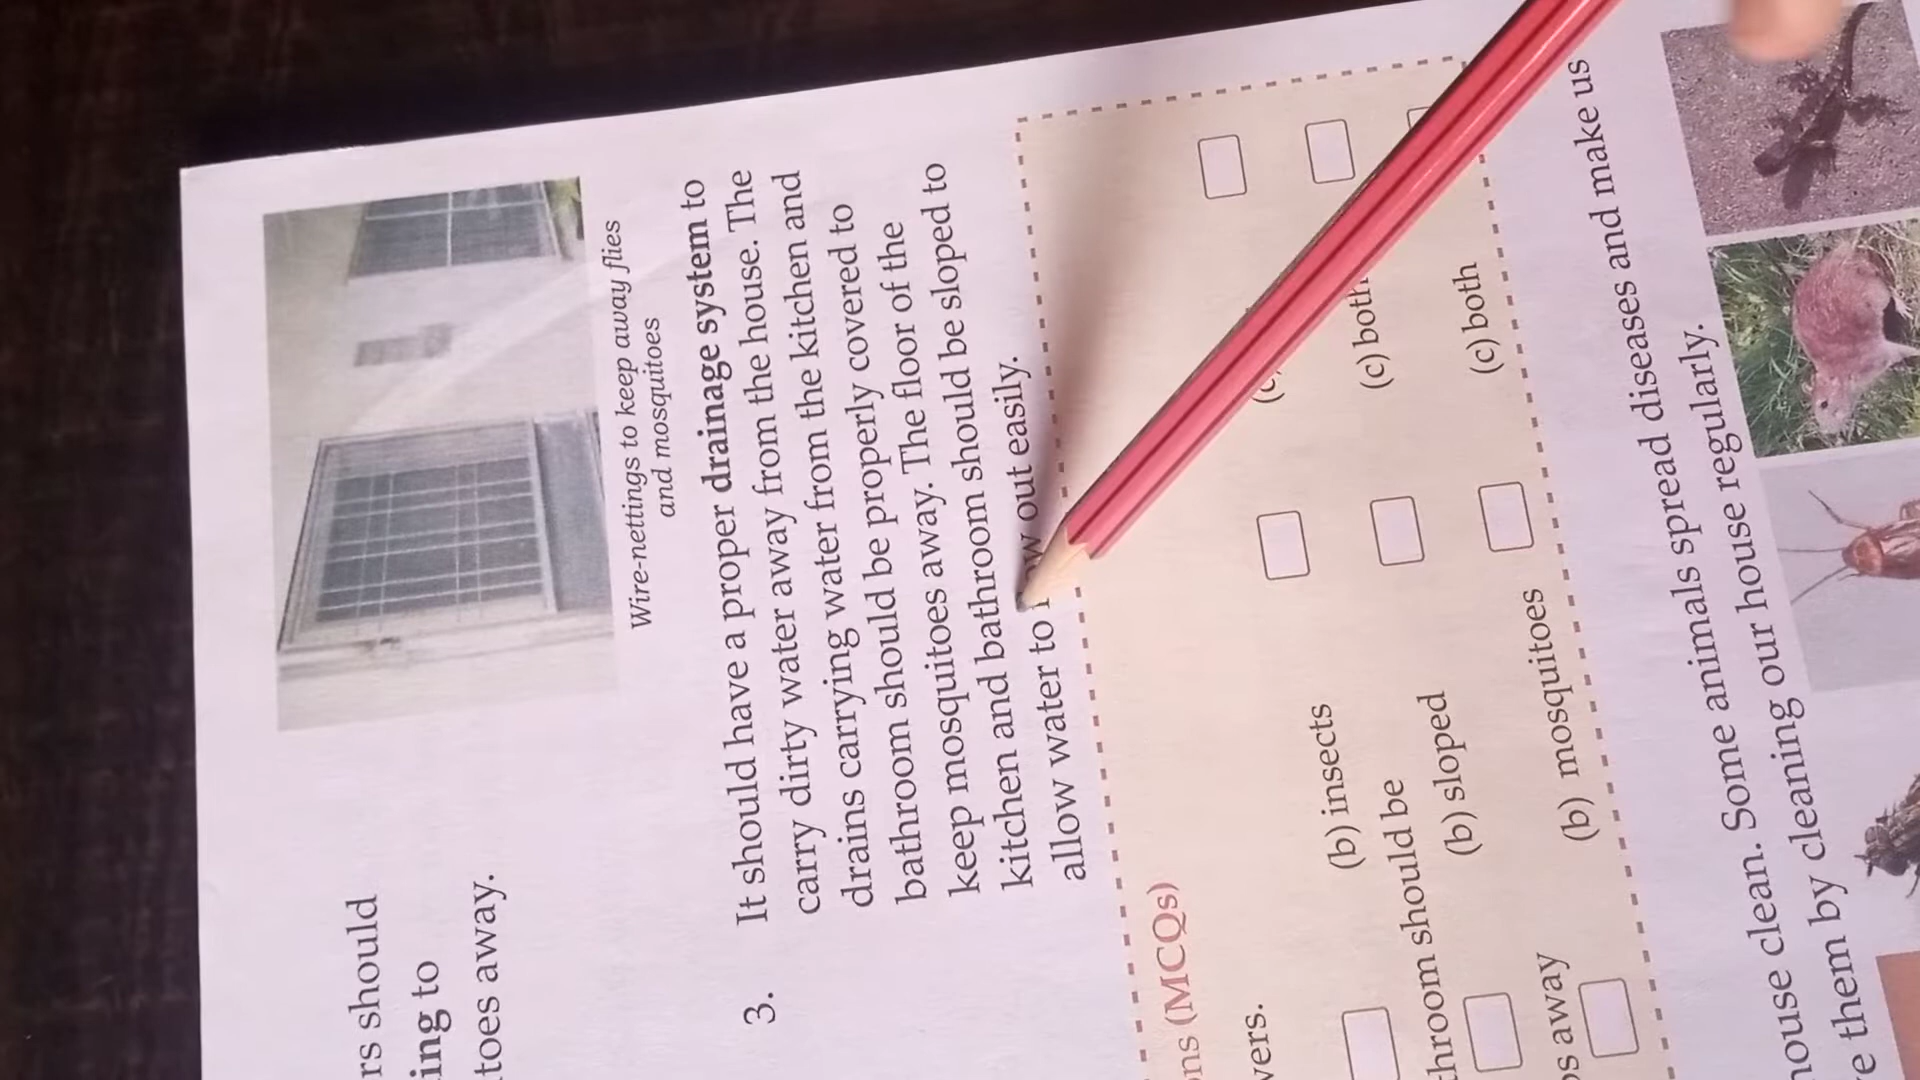 rs should
ing to
toes away.
Wire-nettings to keep away flies
and mosquitoes
3. It should have a proper drainage system to
carry dirty water away from the house. The
drains carrying water from the kitchen and
bathroom should be properly covered to
keep mosquitoes away. The floor of the
kitchen and bathroom should be sloped to
allow water to out easily.
ns (MCQs)
vers.
(b) insects
throom should be
(b) sloped (c) both
os away
(b) mosquitoes (c) both
house clean. Some animals spread diseases and make us
e them by cleaning our house regularly.